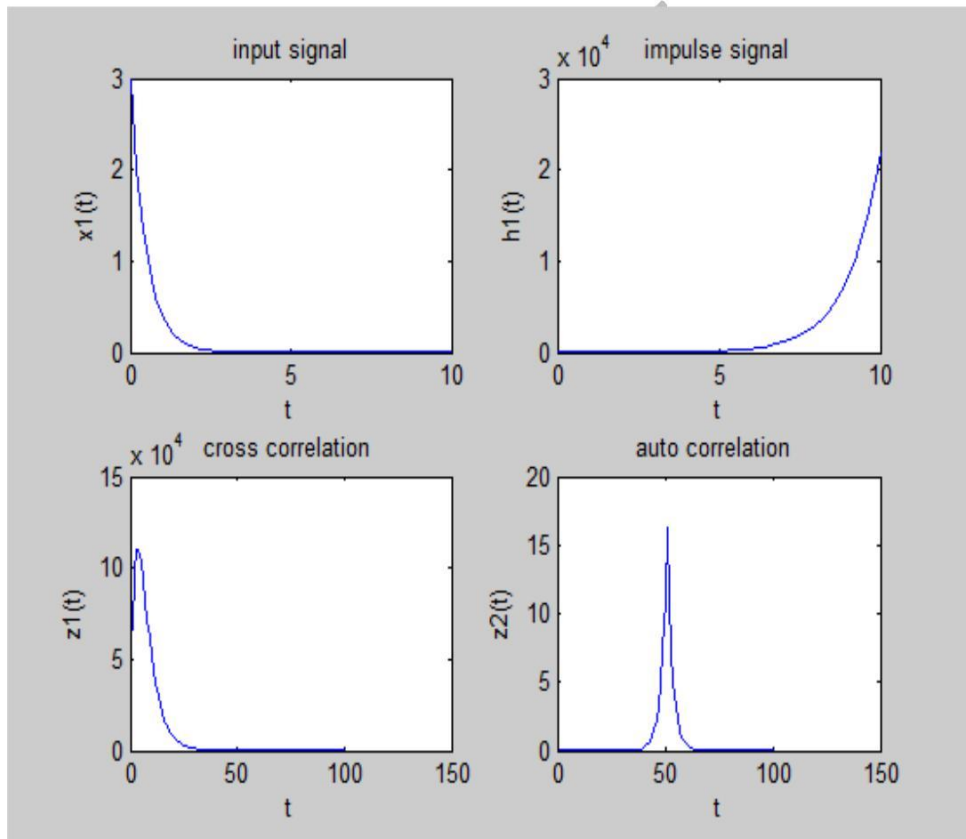 input signal
3
2
1
0
x1(t)
0 5 10
t
x 10^4
impulse signal
3
2
1
0
h1(t)
0 5 10
t
x 10^4
cross correlation
15
10
5
0
z1(t)
0 50 100 150
t
auto correlation
20
15
10
5
0
z2(t)
0 50 100 150
t